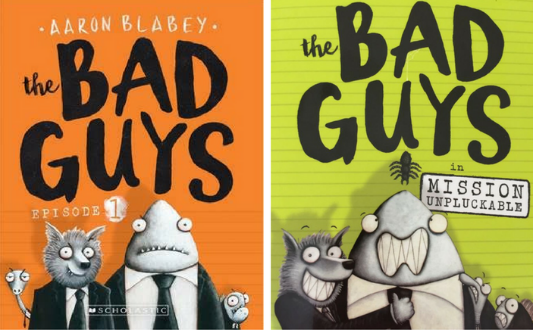 · AARON BLABEY ·
the BAD
GUYS
EPISODE 1
SCHOLASTIC
the BAD
GUYS
in
MISSION
UNPLUCKABLE